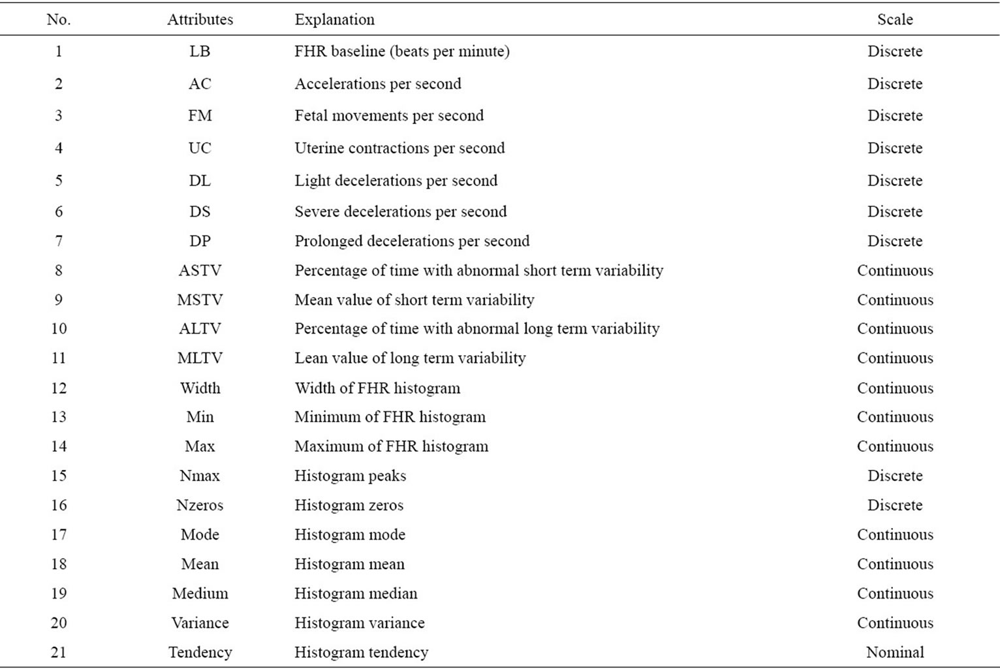 No. Attributes Explanation Scale
1 LB FHR baseline (beats per minute) Discrete
2 AC Accelerations per second Discrete
3 FM Fetal movements per second Discrete
4 UC Uterine contractions per second Discrete
5 DL Light decelerations per second Discrete
6 DS Severe decelerations per second Discrete
7 DP Prolonged decelerations per second Discrete
8 ASTV Percentage of time with abnormal short term variability Continuous
9 MSTV Mean value of short term variability Continuous
10 ALTV Percentage of time with abnormal long term variability Continuous
11 MLTV Lean value of long term variability Continuous
12 Width Width of FHR histogram Continuous
13 Min Minimum of FHR histogram Continuous
14 Max Maximum of FHR histogram Continuous
15 Nmax Histogram peaks Discrete
16 Nzeros Histogram zeros Discrete
17 Mode Histogram mode Continuous
18 Mean Histogram mean Continuous
19 Medium Histogram median Continuous
20 Variance Histogram variance Continuous
21 Tendency Histogram tendency Nominal